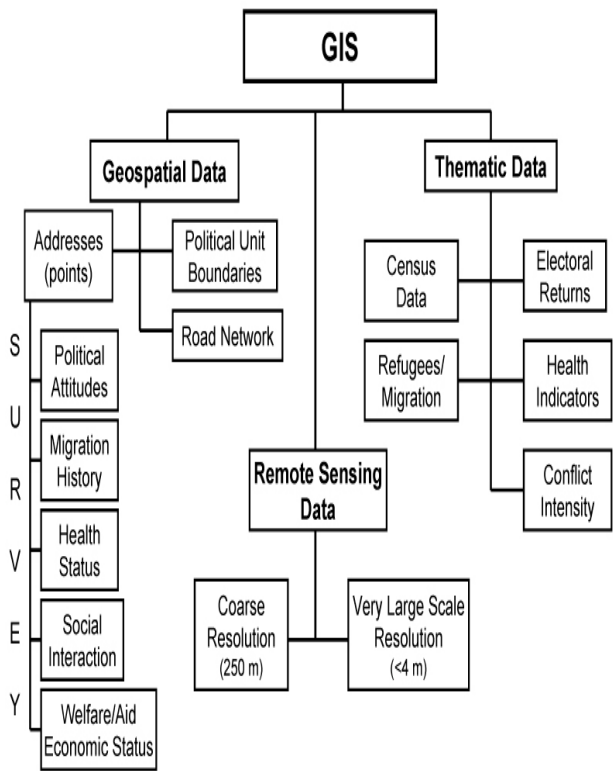 GIS
Geospatial Data
Addresses
(points)
Political Unit
Boundaries
Road Network
SURVEY
Political
Attitudes
Migration
History
Health
Status
Social
Interaction
Welfare/Aid
Economic Status
Remote Sensing
Data
Coarse
Resolution
(250 m)
Very Large Scale
Resolution
(<4 m)
Thematic Data
Census
Data
Electoral
Returns
Refugees/
Migration
Health
Indicators
Conflict
Intensity